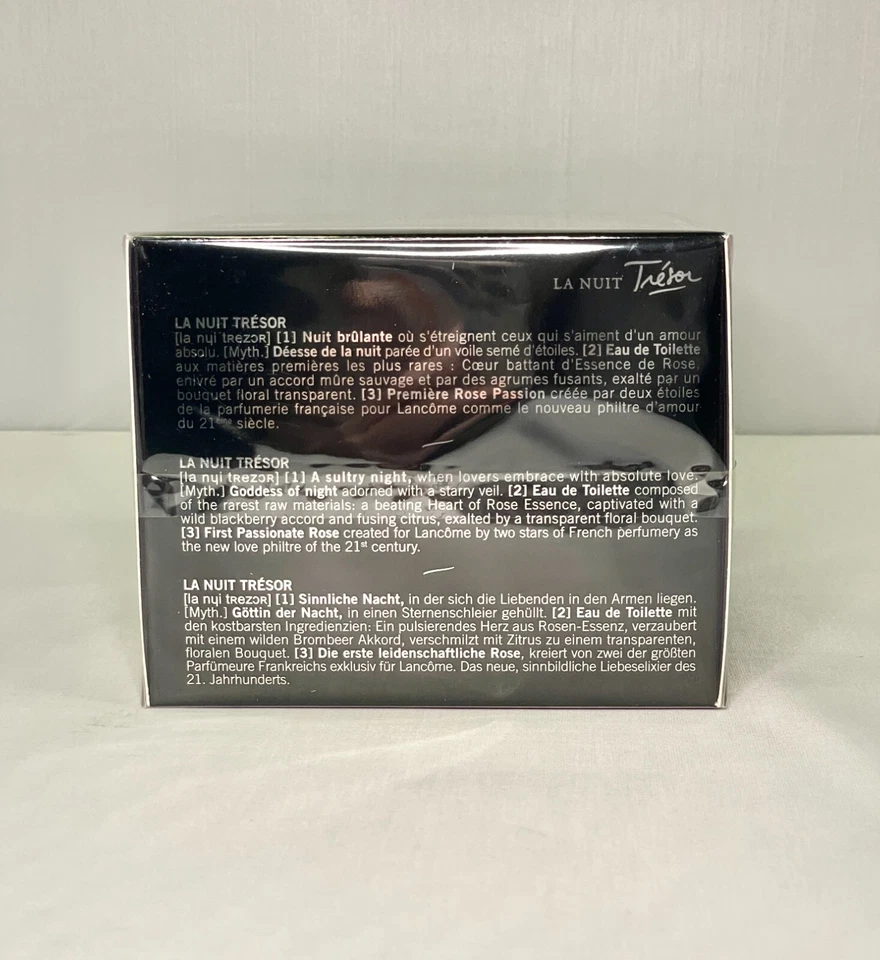 LA NUIT Trésor
LA NUIT TRÉSOR
[la nɥi tʀezɔʀ] [1] Nuit brûlante où s'étreignent ceux qui s'aiment d'un amour
absolu. [Myth.] Déesse de la nuit parée d'un voile semé d'étoiles. [2] Eau de Toilette
aux matières premières les plus rares : Cœur battant d'Essence de Rose,
enivré par un accord mûre sauvage et par des agrumes fusants, exalté par un
bouquet floral transparent. [3] Première Rose Passion créée par deux étoiles
de la parfumerie française pour Lancôme comme le nouveau philtre d'amour
du 21ème siècle.
LA NUIT TRÉSOR
[la nɥi tʀezɔʀ] [1] A sultry night, when lovers embrace with absolute love.
[Myth.] Goddess of night adorned with a starry veil. [2] Eau de Toilette composed
of the rarest raw materials: a beating Heart of Rose Essence, captivated with a
wild blackberry accord and fusing citrus, exalted by a transparent floral bouquet.
[3] First Passionate Rose created for Lancôme by two stars of French perfumery as
the new love philtre of the 21st century.
LA NUIT TRÉSOR
[la nɥi tʀezɔʀ] [1] Sinnliche Nacht, in der sich die Liebenden in den Armen liegen.
[Myth.] Göttin der Nacht, in einen Sternenschleier gehüllt. [2] Eau de Toilette mit
den kostbarsten Ingredienzien: Ein pulsierendes Herz aus Rosen-Essenz, verzaubert
mit einem wilden Brombeer Akkord, verschmilzt mit Zitrus zu einem transparenten,
floralen Bouquet. [3] Die erste leidenschaftliche Rose, kreiert von zwei der größten
Parfümeure Frankreichs exklusiv für Lancôme. Das neue, sinnbildliche Liebeselixier des
21. Jahrhunderts.